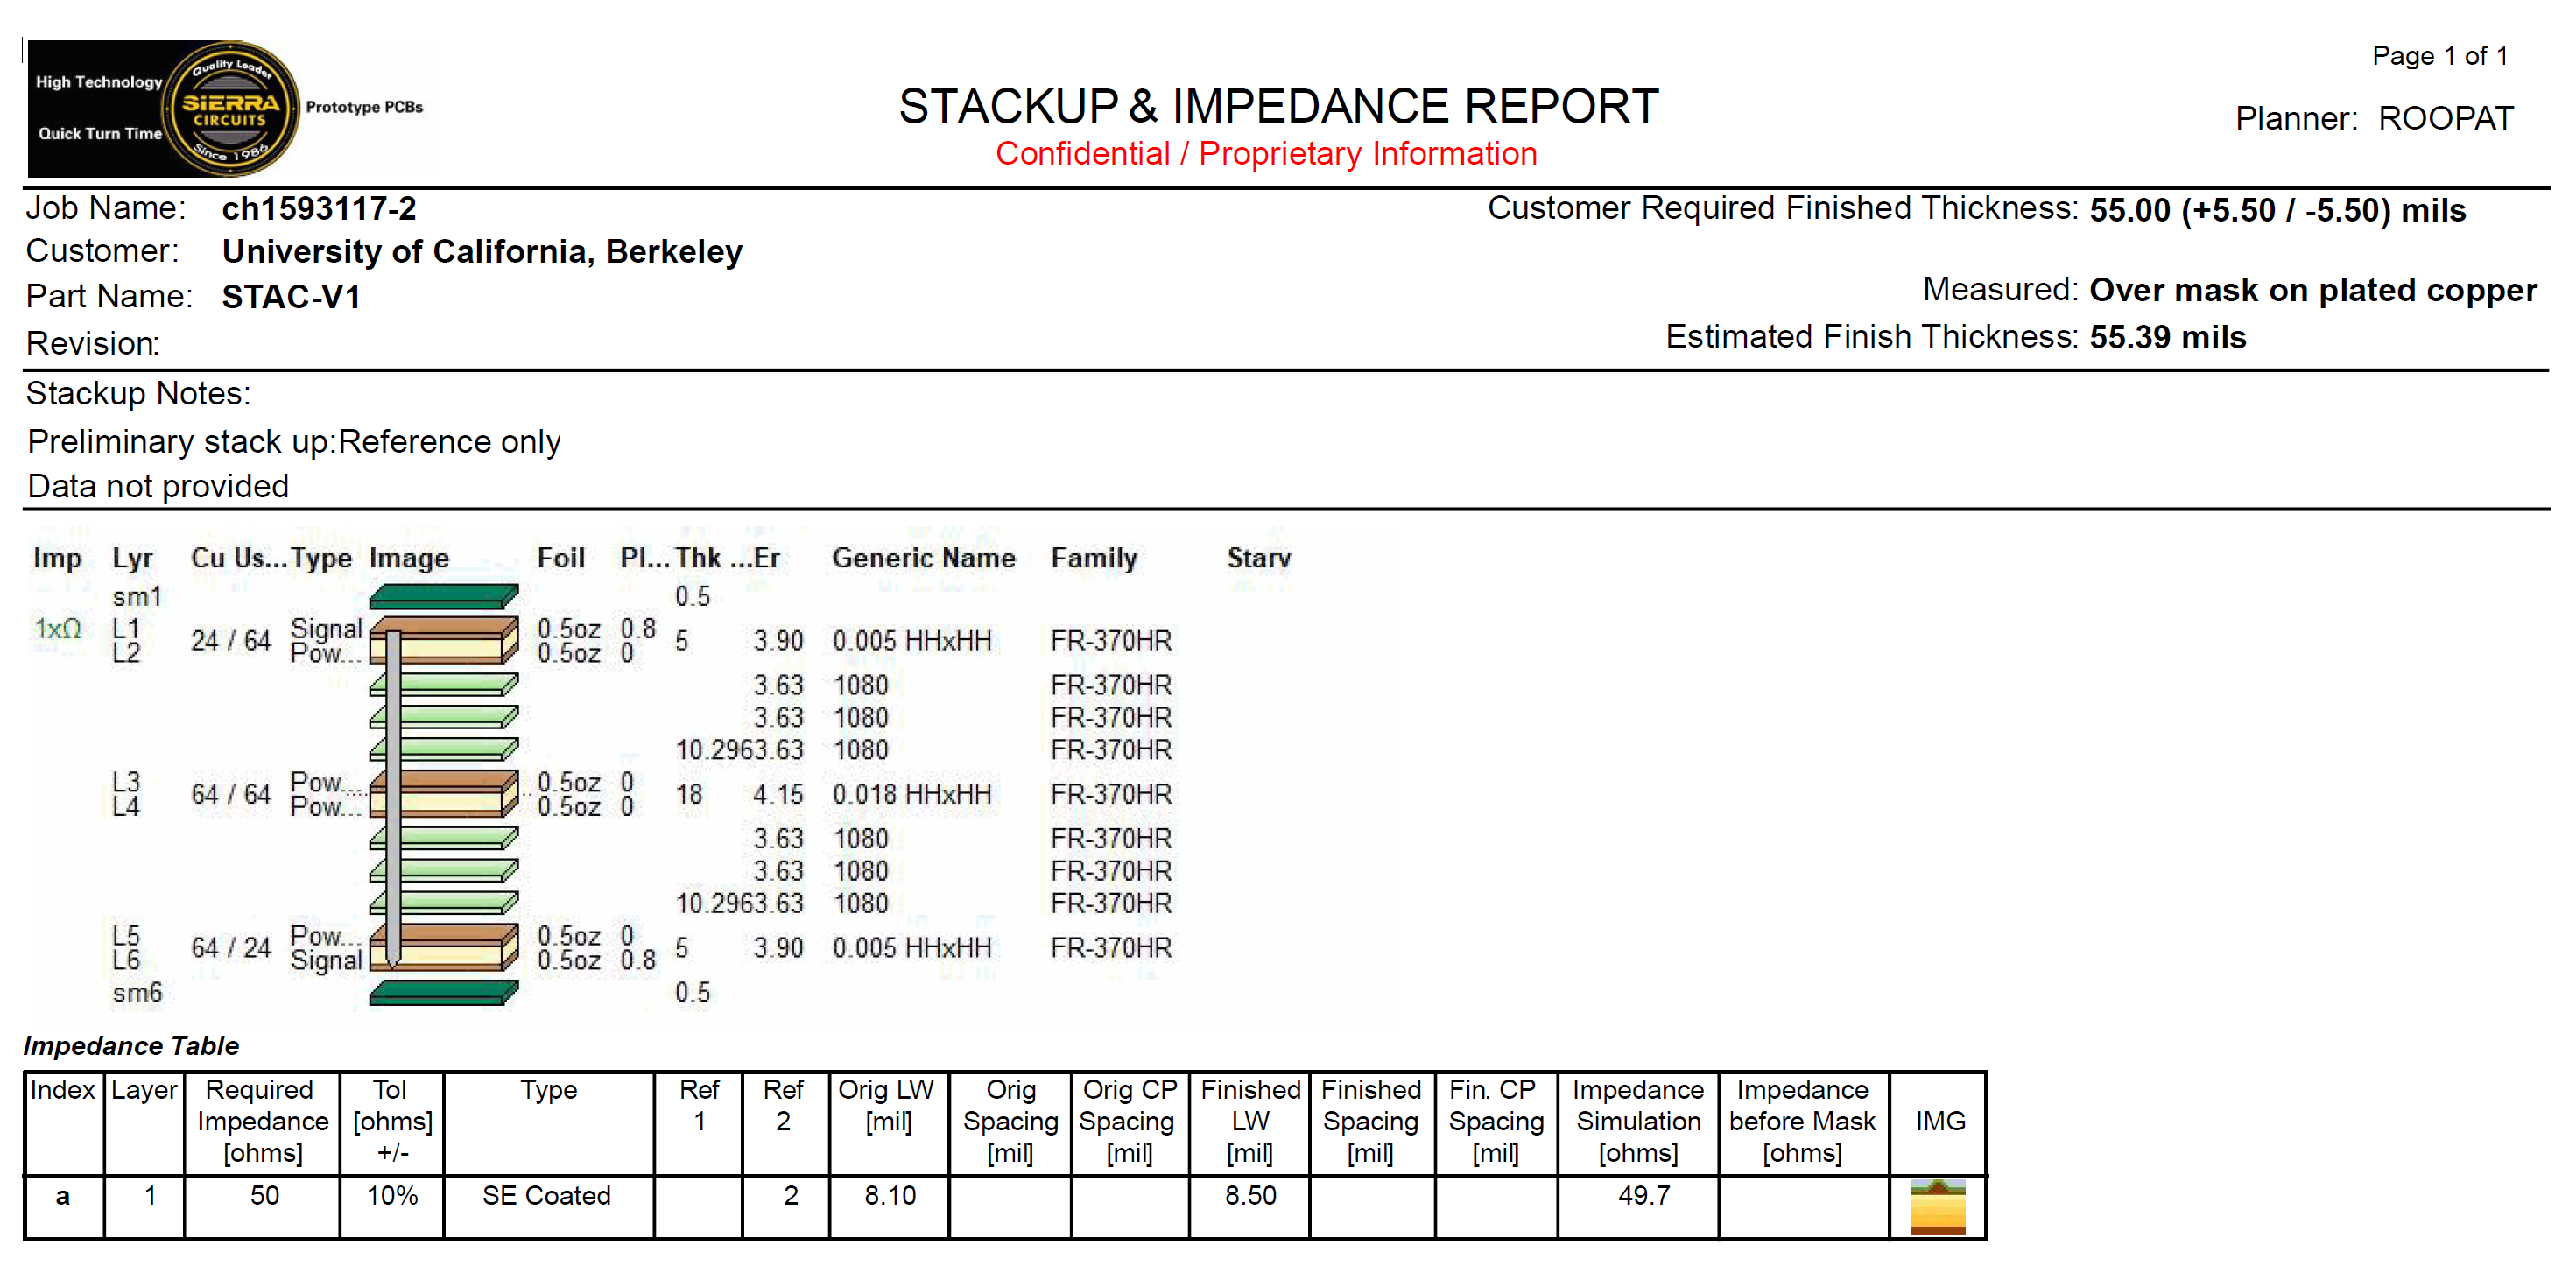 High Technology
Quick Turn Time
Quality Leader
SIERRA
CIRCUITS
Since 1986
Prototype PCBs
STACKUP & IMPEDANCE REPORT
Confidential / Proprietary Information
Page 1 of 1
Planner: ROOPAT
Job Name: ch1593117-2
Customer: University of California, Berkeley
Part Name: STAC-V1
Revision:
Customer Required Finished Thickness: 55.00 (+5.50 / -5.50) mils
Measured: Over mask on plated copper
Estimated Finish Thickness: 55.39 mils
Stackup Notes:
Preliminary stack up:Reference only
Data not provided
Imp Lyr Cu Us... Type Image Foil Pl... Thk ... Er Generic Name Family Starv
sm1 0.5
1xΩ L1 Signal 0.5oz 0.8
24 / 64 5 3.90 0.005 HHxHH FR-370HR
L2 Pow... 0.5oz 0
3.63 1080 FR-370HR
3.63 1080 FR-370HR
10.296 3.63 1080 FR-370HR
L3 Pow... 0.5oz 0
64 / 64 18 4.15 0.018 HHxHH FR-370HR
L4 Pow... 0.5oz 0
3.63 1080 FR-370HR
3.63 1080 FR-370HR
10.296 3.63 1080 FR-370HR
L5 Pow... 0.5oz 0
64 / 24 5 3.90 0.005 HHxHH FR-370HR
L6 Signal 0.5oz 0.8
sm6 0.5
Impedance Table
Index Layer Required Impedance [ohms] Tol [ohms] +/- Type Ref 1 Ref 2 Orig LW [mil] Orig Spacing [mil] Orig CP Spacing [mil] Finished LW [mil] Finished Spacing [mil] Fin. CP Spacing [mil] Impedance Simulation [ohms] Impedance before Mask [ohms] IMG
a 1 50 10% SE Coated 2 8.10 8.50 49.7